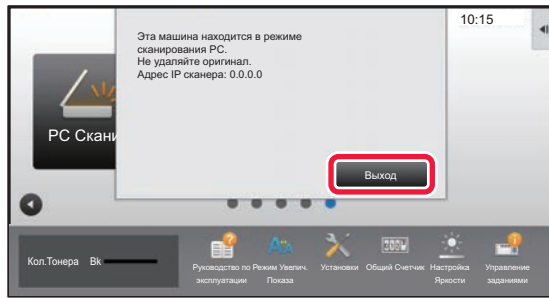 10:15
Эта машина находится в режиме
сканирования PC.
Не удаляйте оригинал.
Адрес IP сканера: 0.0.0.0
PC Скани
Выход
Кол.Тонера Bk
Руководство по эксплуатации
Режим Увелич. Показа
Установки
Общий Счетчик
Настройка Яркости
Управление заданиями